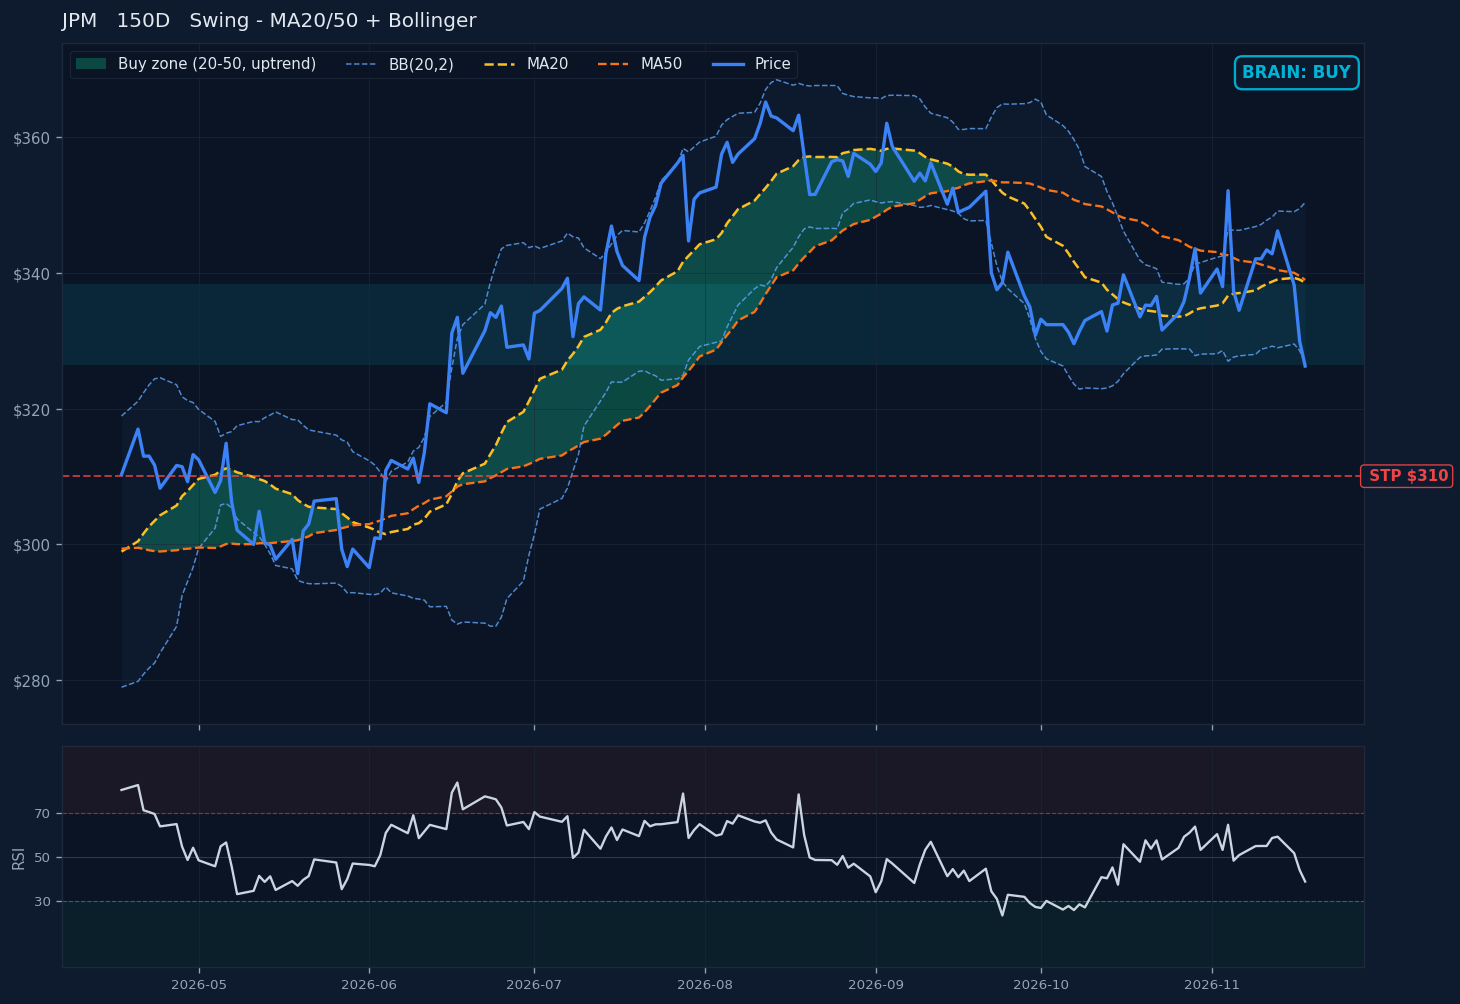 JPM   150D   Swing - MA20/50 + Bollinger
Buy zone (20-50, uptrend)   BB(20,2)   MA20   MA50   Price
BRAIN: BUY
$360
$340
$320
$300
$280
STP $310
70
50
30
RSI
2026-05   2026-06   2026-07   2026-08   2026-09   2026-10   2026-11